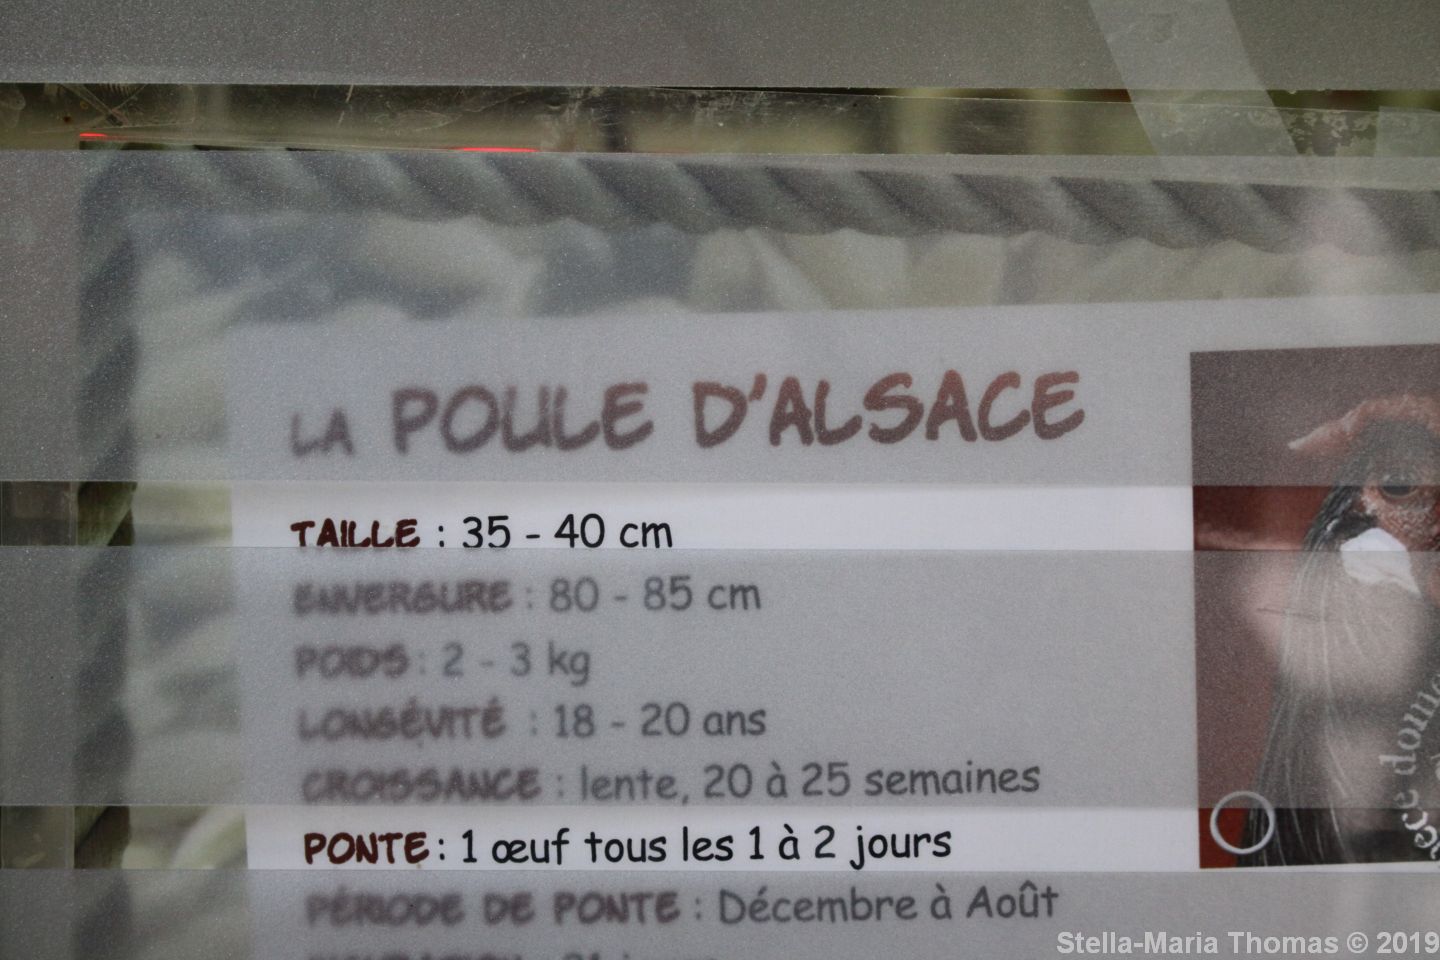 LA POULE D'ALSACE
TAILLE : 35 - 40 cm
ENVERGURE : 80 - 85 cm
POIDS : 2 - 3 kg
LONGÉVITÉ : 18 - 20 ans
CROISSANCE : lente, 20 à 25 semaines
PONTE : 1 œuf tous les 1 à 2 jours
PÉRIODE DE PONTE : Décembre à Août
Stella-Maria Thomas © 2019